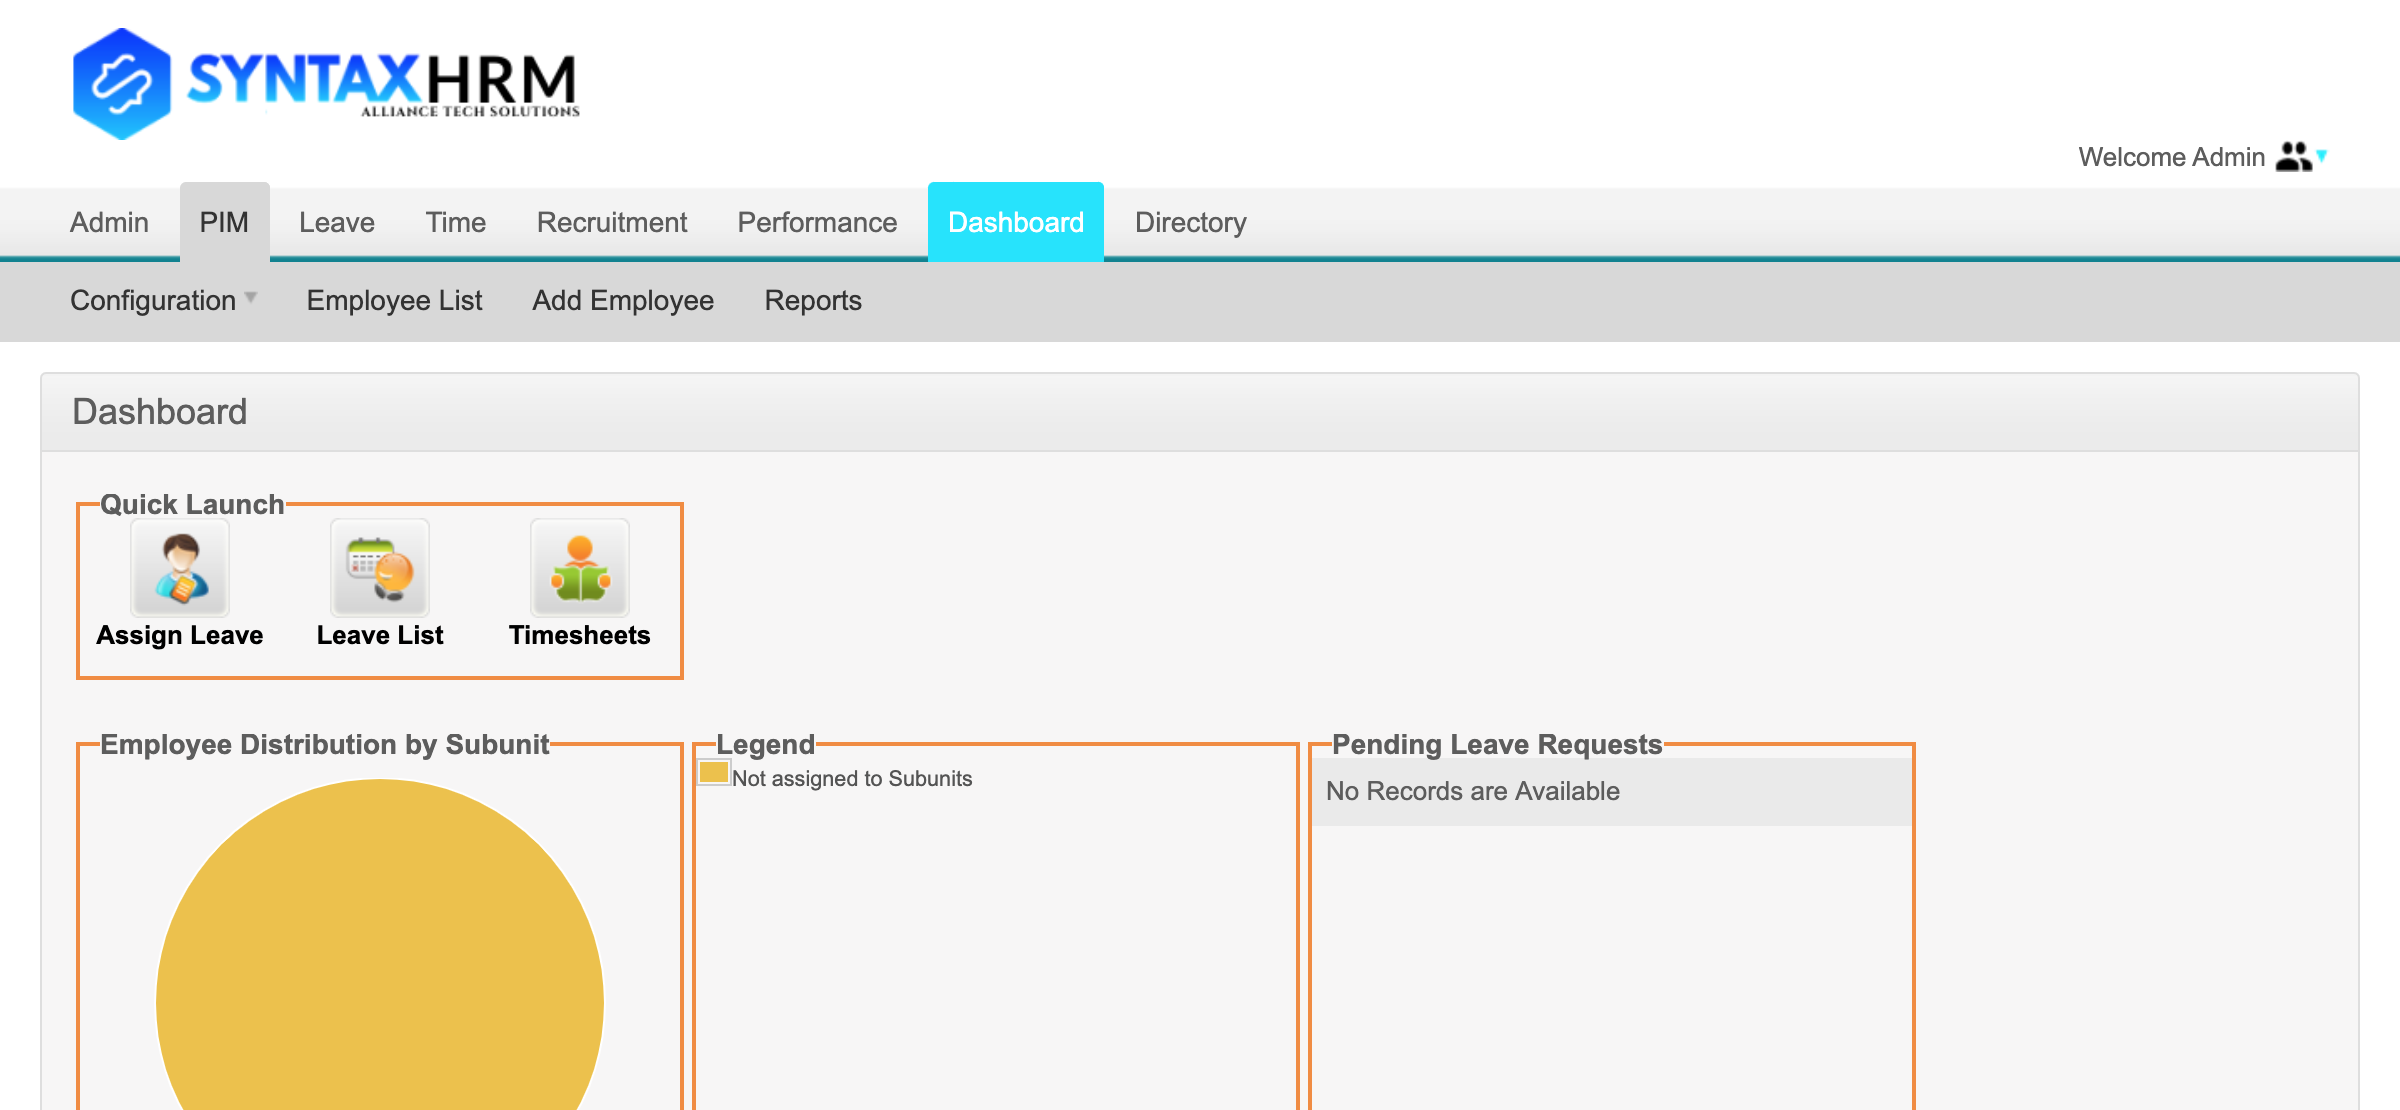 SYNTAXHRM
ALLIANCE TECH SOLUTIONS
Welcome Admin
Admin PIM Leave Time Recruitment Performance Dashboard Directory
Configuration Employee List Add Employee Reports
Dashboard
Quick Launch
Assign Leave Leave List Timesheets
Employee Distribution by Subunit Legend Pending Leave Requests
Not assigned to Subunits
No Records are Available